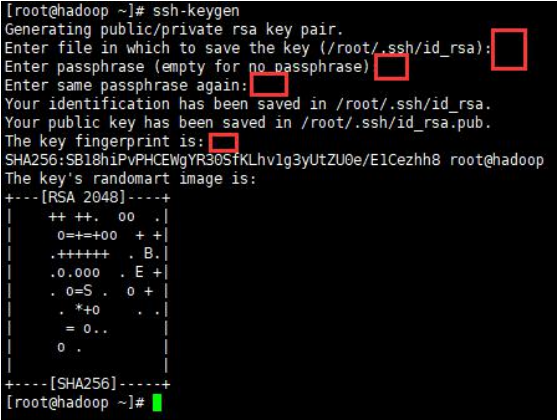 [root@hadoop ~]# ssh-keygen
Generating public/private rsa key pair.
Enter file in which to save the key (/root/.ssh/id_rsa):
Enter passphrase (empty for no passphrase)
Enter same passphrase again:
Your identification has been saved in /root/.ssh/id_rsa.
Your public key has been saved in /root/.ssh/id_rsa.pub.
The key fingerprint is:
SHA256:SB18hiPvPHCEWgYR30SfKLhv1g3yUtZU0e/E1Cezhh8 root@hadoop
The key's randomart image is:
+---[RSA 2048]----+
|    ++ ++.  oo  .|
|     o=+=+oo  + +|
|    .++++++  . B.|
|    .o.ooo  . E +|
|    . o=S .  o + |
|     . *+o    . .|
|      = o..      |
|     o .         |
|                 |
+----[SHA256]-----+
[root@hadoop ~]#